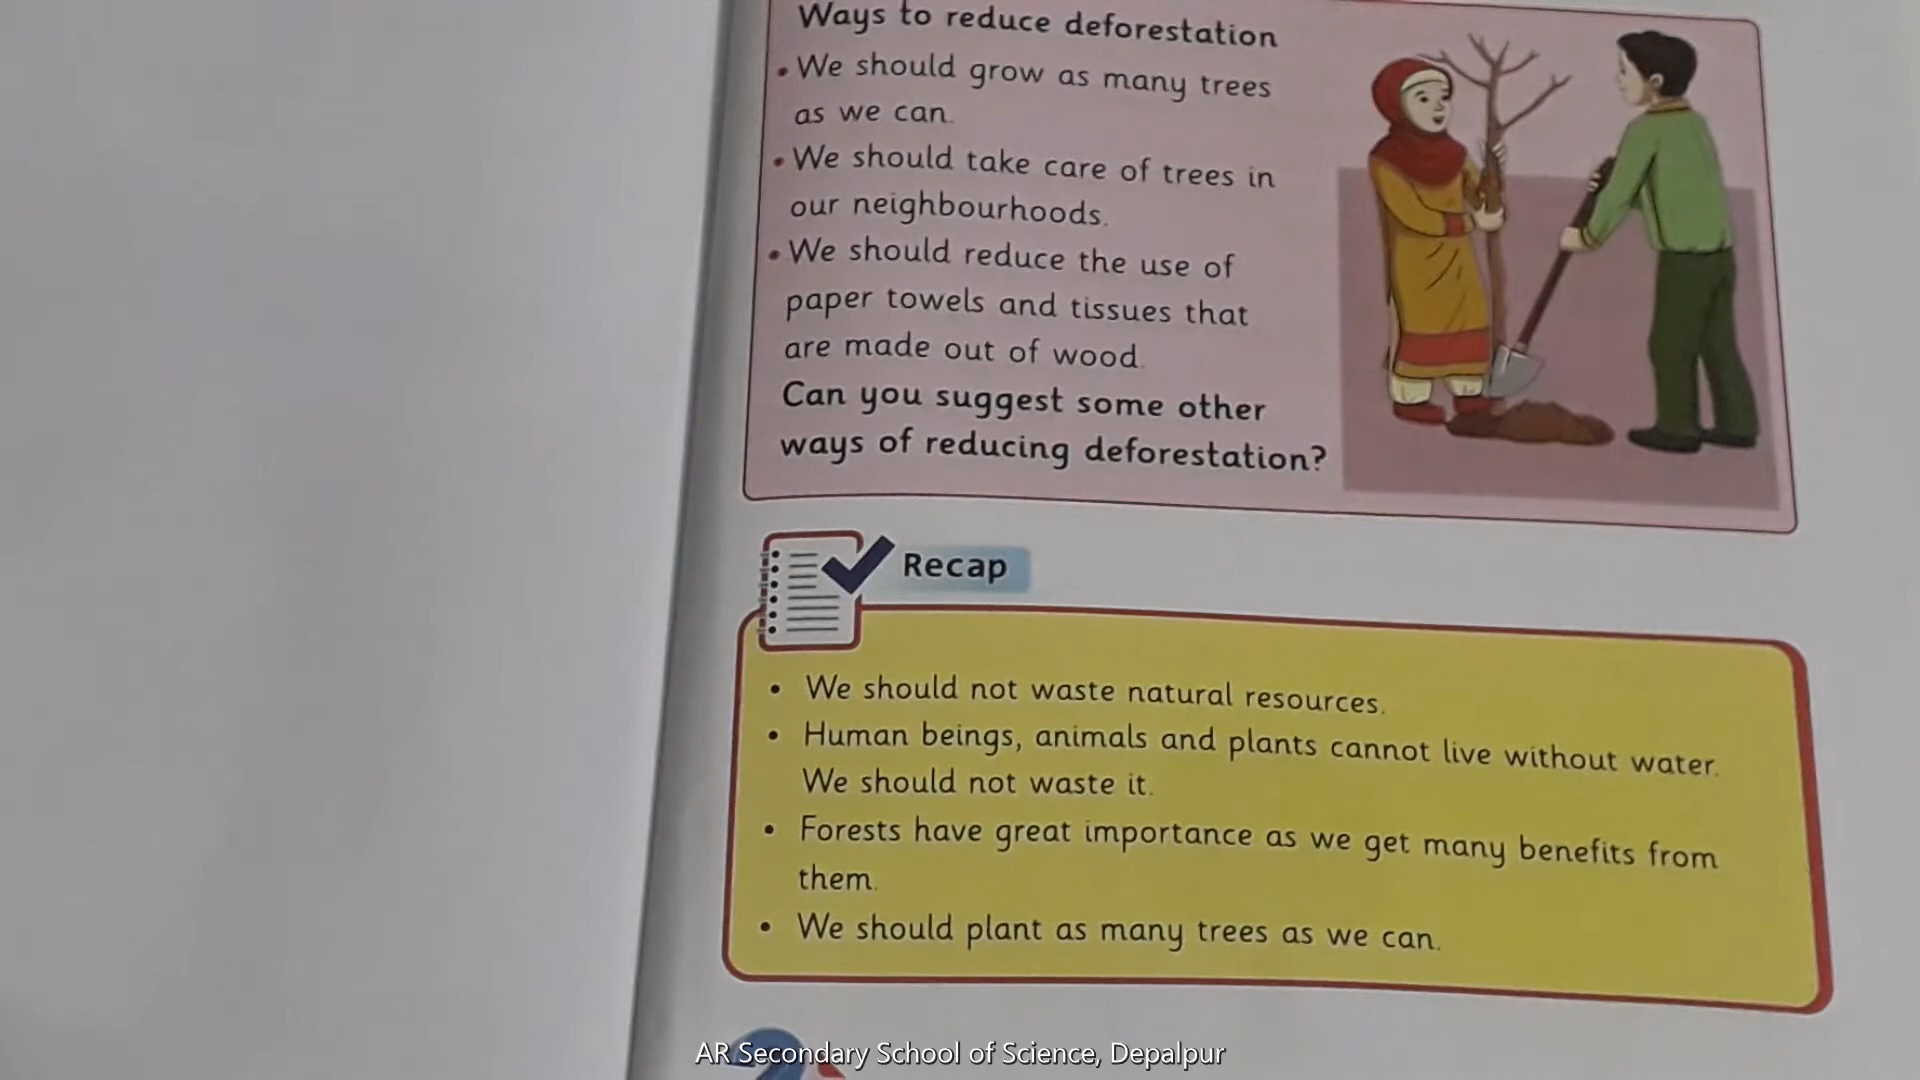 Ways to reduce deforestation
• We should grow as many trees
as we can.
• We should take care of trees in
our neighbourhoods.
• We should reduce the use of
paper towels and tissues that
are made out of wood.
Can you suggest some other
ways of reducing deforestation?
Recap
• We should not waste natural resources.
• Human beings, animals and plants cannot live without water.
We should not waste it.
• Forests have great importance as we get many benefits from
them.
• We should plant as many trees as we can.
AR Secondary School of Science, Depalpur